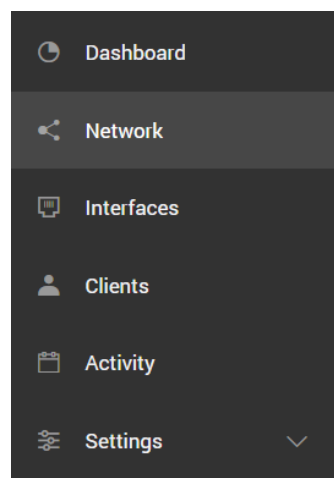 Dashboard
Network
Interfaces
Clients
Activity
Settings